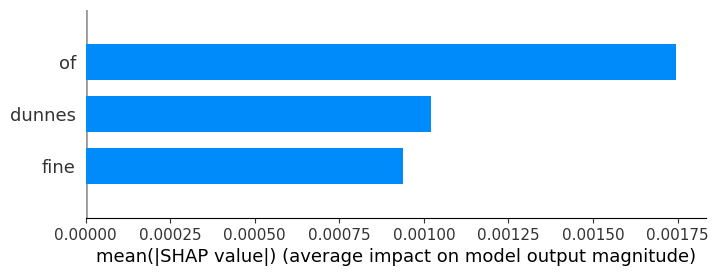 of
dunnes
fine
0.00000 0.00025 0.00050 0.00075 0.00100 0.00125 0.00150 0.00175
mean(|SHAP value|) (average impact on model output magnitude)